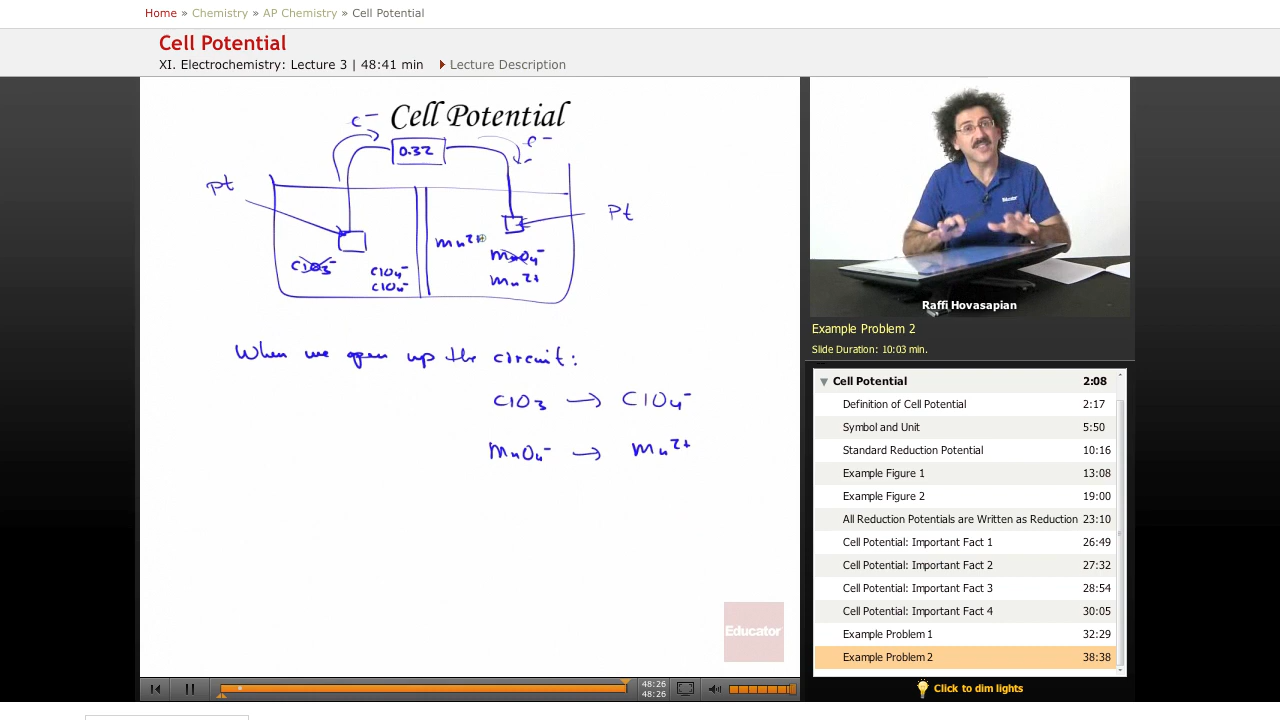 Home » Chemistry » AP Chemistry » Cell Potential
Cell Potential
XI. Electrochemistry: Lecture 3 | 48:41 min Lecture Description
Cell Potential
e⁻
e⁻
0.32
Pt
Pt
Mn²⁺
ClO₃⁻
ClO₄⁻
ClO₄⁻
MnO₄⁻
Mn²⁺
When we open up the circuit:
ClO₃ → ClO₄⁻
MnO₄⁻ → Mn²⁺
Educator
Raffi Hovasapian
Example Problem 2
Slide Duration: 10:03 min.
Cell Potential 2:08
Definition of Cell Potential 2:17
Symbol and Unit 5:50
Standard Reduction Potential 10:16
Example Figure 1 13:08
Example Figure 2 19:00
All Reduction Potentials are Written as Reduction 23:10
Cell Potential: Important Fact 1 26:49
Cell Potential: Important Fact 2 27:32
Cell Potential: Important Fact 3 28:54
Cell Potential: Important Fact 4 30:05
Example Problem 1 32:29
Example Problem 2 38:38
48:26
48:26
Click to dim lights